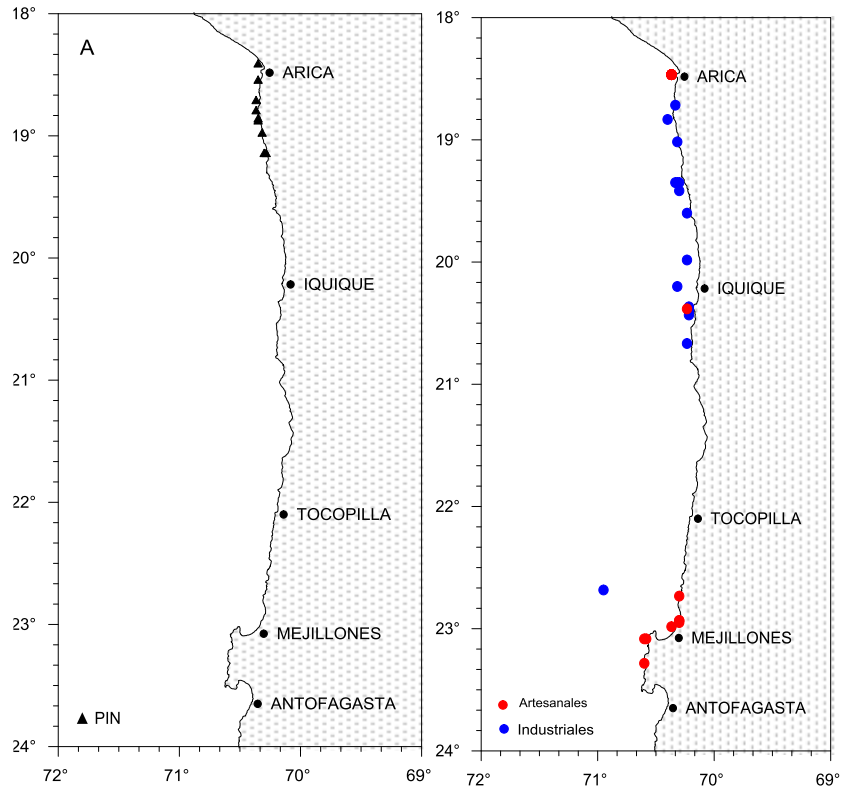 18°
A
ARICA
19°
20°
IQUIQUE
21°
22°
TOCOPILLA
23°
MEJILLONES
ANTOFAGASTA
PIN
24°
72°
71°
70°
69°
18°
ARICA
19°
20°
IQUIQUE
21°
22°
TOCOPILLA
23°
MEJILLONES
Artesanales
ANTOFAGASTA
Industriales
24°
72°
71°
70°
69°